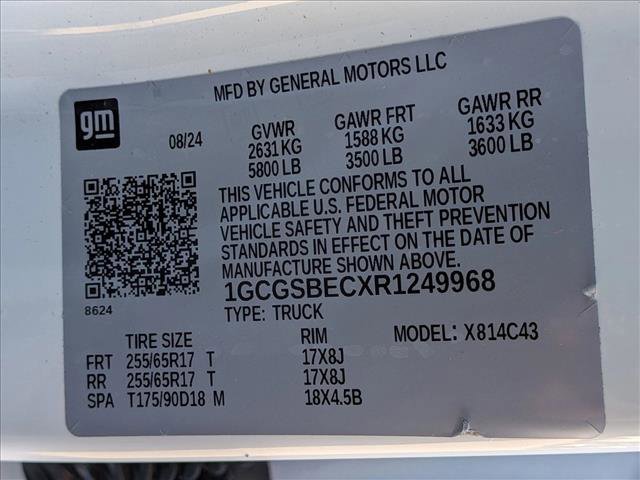 MFD BY GENERAL MOTORS LLC
gm
08/24
GVWR GAWR FRT GAWR RR
2631 KG 1588 KG 1633 KG
5800 LB 3500 LB 3600 LB
THIS VEHICLE CONFORMS TO ALL
APPLICABLE U.S. FEDERAL MOTOR
VEHICLE SAFETY AND THEFT PREVENTION
STANDARDS IN EFFECT ON THE DATE OF
MANUFACTURE SHOWN ABOVE.
8624
1GCGSBECXR1249968
TYPE: TRUCK MODEL: X814C43
TIRE SIZE RIM
FRT 255/65R17 T 17X8J
RR 255/65R17 T 17X8J
SPA T175/90D18 M 18X4.5B